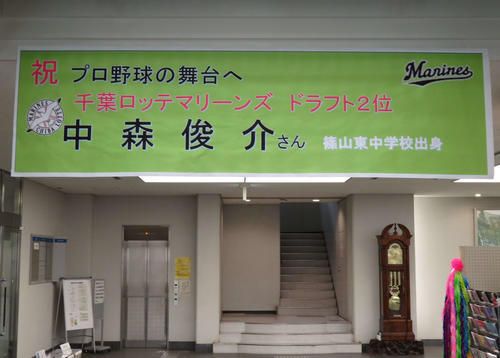 祝 プロ野球の舞台へ
Marines
千葉ロッテマリーンズ ドラフト2位
中森俊介さん 篠山東中学校出身